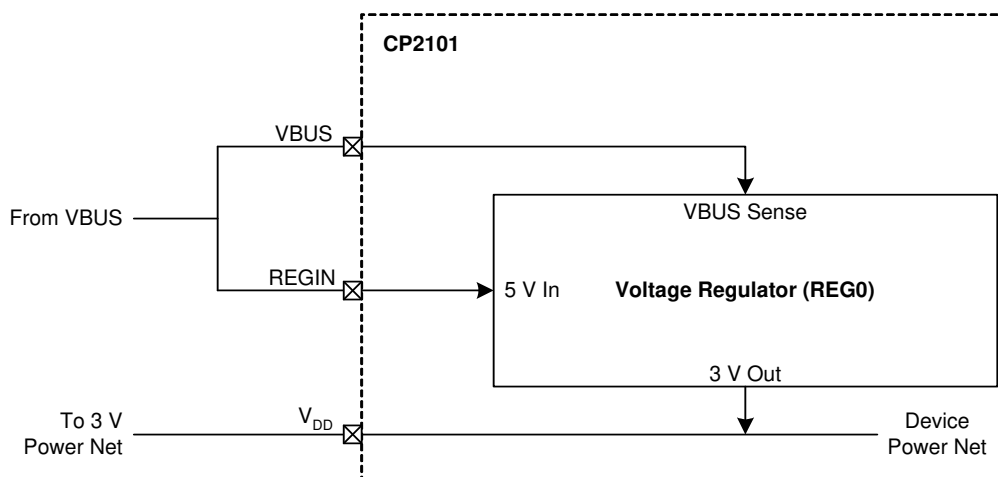 CP2101
VBUS
From VBUS
VBUS Sense
REGIN
5 V In
Voltage Regulator (REG0)
3 V Out
To 3 V
Power Net
VDD
Device
Power Net